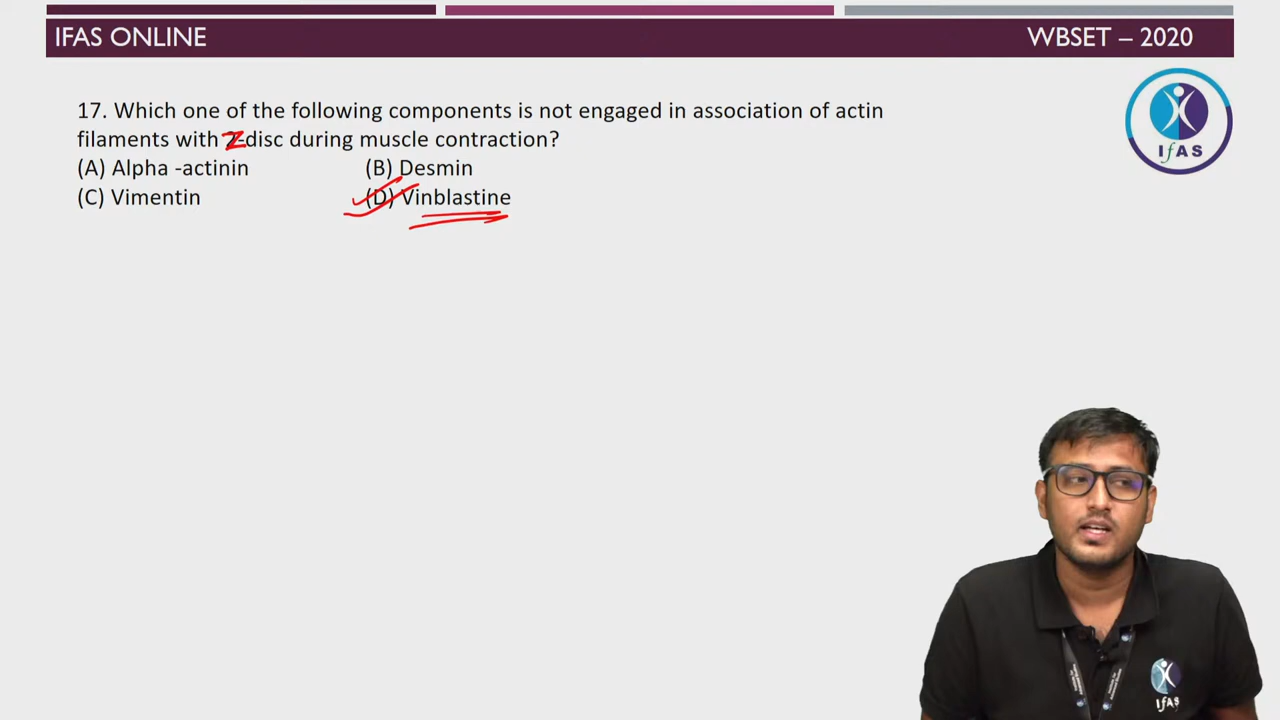 IFAS ONLINE
WBSET – 2020
IfAS
17. Which one of the following components is not engaged in association of actin
filaments with Z disc during muscle contraction?
(A) Alpha -actinin (B) Desmin
(C) Vimentin (D) Vinblastine
IfAS